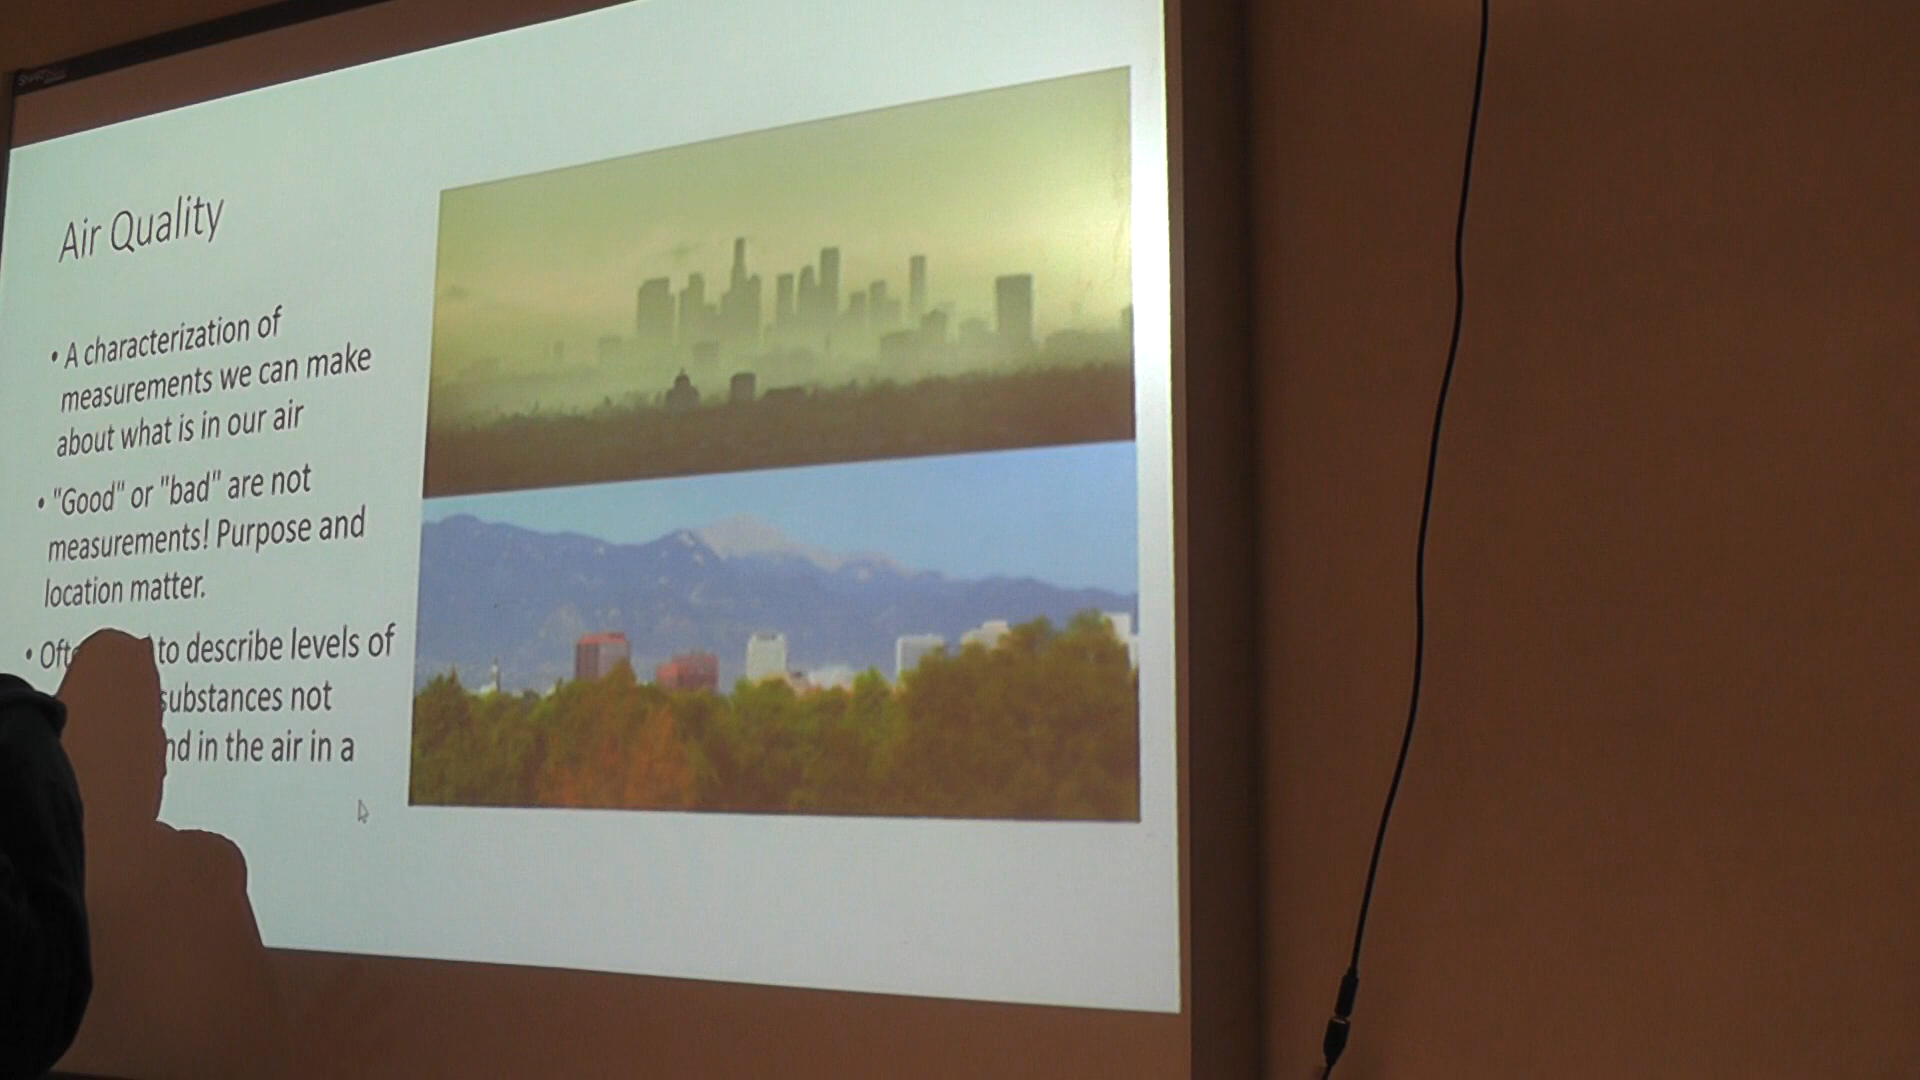 Air Quality
• A characterization of
measurements we can make
about what is in our air
• "Good" or "bad" are not
measurements! Purpose and
location matter.
• to describe levels of
substances not
in the air in a